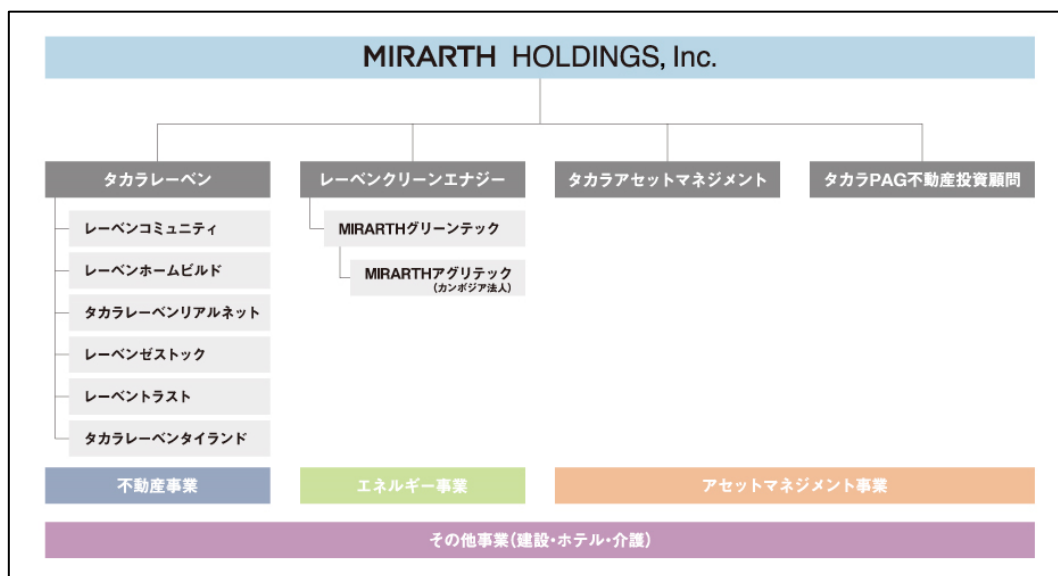 MIRARTH HOLDINGS, Inc.
タカラレーベン
レーベンクリーンエナジー
タカラアセットマネジメント
タカラPAG不動産投資顧問
レーベンコミュニティ
レーベンホームビルド
タカラレーベンリアルネット
レーベンゼストック
レーベントラスト
タカラレーベンタイランド
MIRARTHグリーンテック
MIRARTHアグリテック
(カンボジア法人)
不動産事業
エネルギー事業
アセットマネジメント事業
その他事業(建設・ホテル・介護)